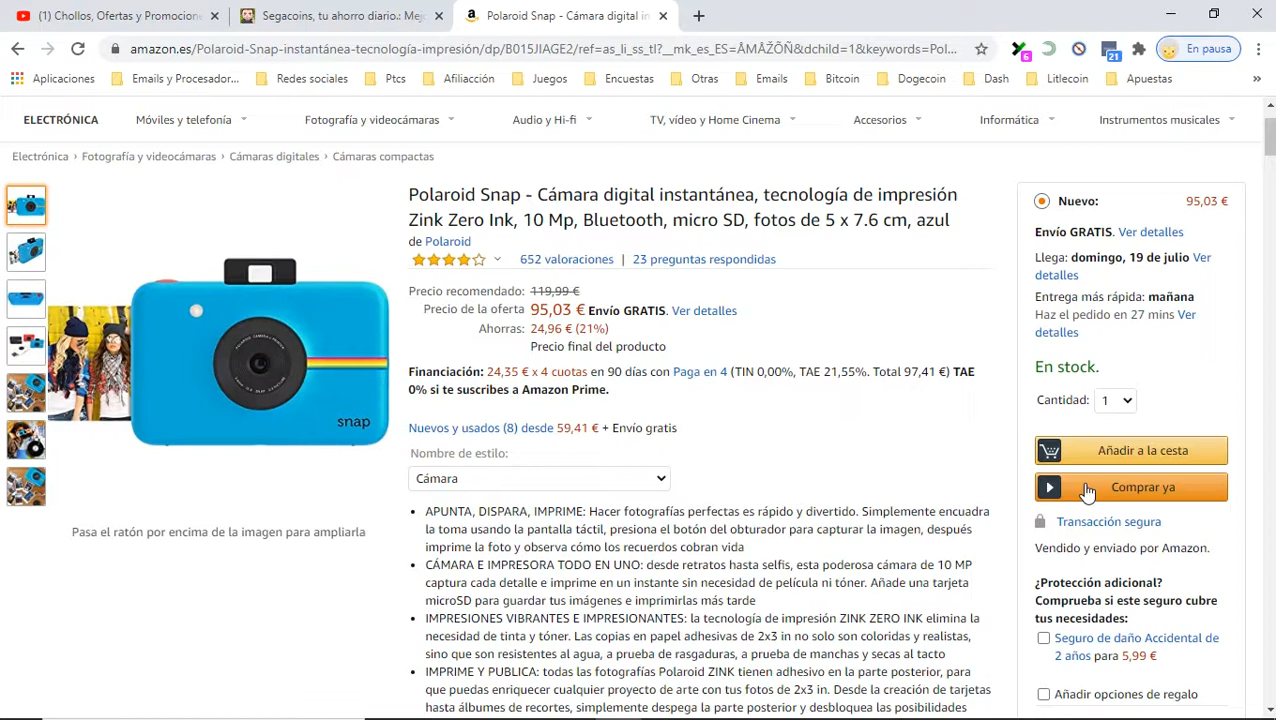 (1) Chollos, Ofertas y Promocione
Segacoins, tu ahorro diario.: Mej
Polaroid Snap - Cámara digital in
amazon.es/Polaroid-Snap-instantánea-tecnología-impresión/dp/B015JIAGE2/ref=as_li_ss_tl?__mk_es_ES=ÅMÅŽÕÑ&dchild=1&keywords=Pol...
6
21
En pausa
Aplicaciones
Emails y Procesador...
Redes sociales
Ptcs
Afiliacción
Juegos
Encuestas
Otras
Emails
Bitcoin
Dogecoin
Dash
Litlecoin
Apuestas
»
ELECTRÓNICA
Móviles y telefonía
Fotografía y videocámaras
Audio y Hi-fi
TV, vídeo y Home Cinema
Accesorios
Informática
Instrumentos musicales
Electrónica › Fotografía y videocámaras › Cámaras digitales › Cámaras compactas
snap
Pasa el ratón por encima de la imagen para ampliarla
Polaroid Snap - Cámara digital instantánea, tecnología de impresión
Zink Zero Ink, 10 Mp, Bluetooth, micro SD, fotos de 5 x 7.6 cm, azul
de Polaroid
652 valoraciones | 23 preguntas respondidas
Precio recomendado: 119,99 €
Precio de la oferta 95,03 € Envío GRATIS. Ver detalles
Ahorras: 24,96 € (21%)
Precio final del producto
Financiación: 24,35 € x 4 cuotas en 90 días con Paga en 4 (TIN 0,00%, TAE 21,55%. Total 97,41 €) TAE
0% si te suscribes a Amazon Prime.
Nuevos y usados (8) desde 59,41 € + Envío gratis
Nombre de estilo:
Cámara
• APUNTA, DISPARA, IMPRIME: Hacer fotografías perfectas es rápido y divertido. Simplemente encuadra
la toma usando la pantalla táctil, presiona el botón del obturador para capturar la imagen, después
imprime la foto y observa cómo los recuerdos cobran vida
• CÁMARA E IMPRESORA TODO EN UNO: desde retratos hasta selfis, esta poderosa cámara de 10 MP
captura cada detalle e imprime en un instante sin necesidad de película ni tóner. Añade una tarjeta
microSD para guardar tus imágenes e imprimirlas más tarde
• IMPRESIONES VIBRANTES E IMPRESIONANTES: la tecnología de impresión ZINK ZERO INK elimina la
necesidad de tinta y tóner. Las copias en papel adhesivas de 2x3 in no solo son coloridas y realistas,
sino que son resistentes al agua, a prueba de rasgaduras, a prueba de manchas y secas al tacto
• IMPRIME Y PUBLICA: todas las fotografías Polaroid ZINK tienen adhesivo en la parte posterior, para
que puedas enriquecer cualquier proyecto de arte con tus fotos de 2x3 in. Desde la creación de tarjetas
hasta álbumes de recortes, simplemente despega la parte posterior y desbloquea las posibilidades
Nuevo: 95,03 €
Envío GRATIS. Ver detalles
Llega: domingo, 19 de julio Ver
detalles
Entrega más rápida: mañana
Haz el pedido en 27 mins Ver
detalles
En stock.
Cantidad: 1
Añadir a la cesta
Comprar ya
Transacción segura
Vendido y enviado por Amazon.
¿Protección adicional?
Comprueba si este seguro cubre
tus necesidades:
Seguro de daño Accidental de
2 años para 5,99 €
Añadir opciones de regalo